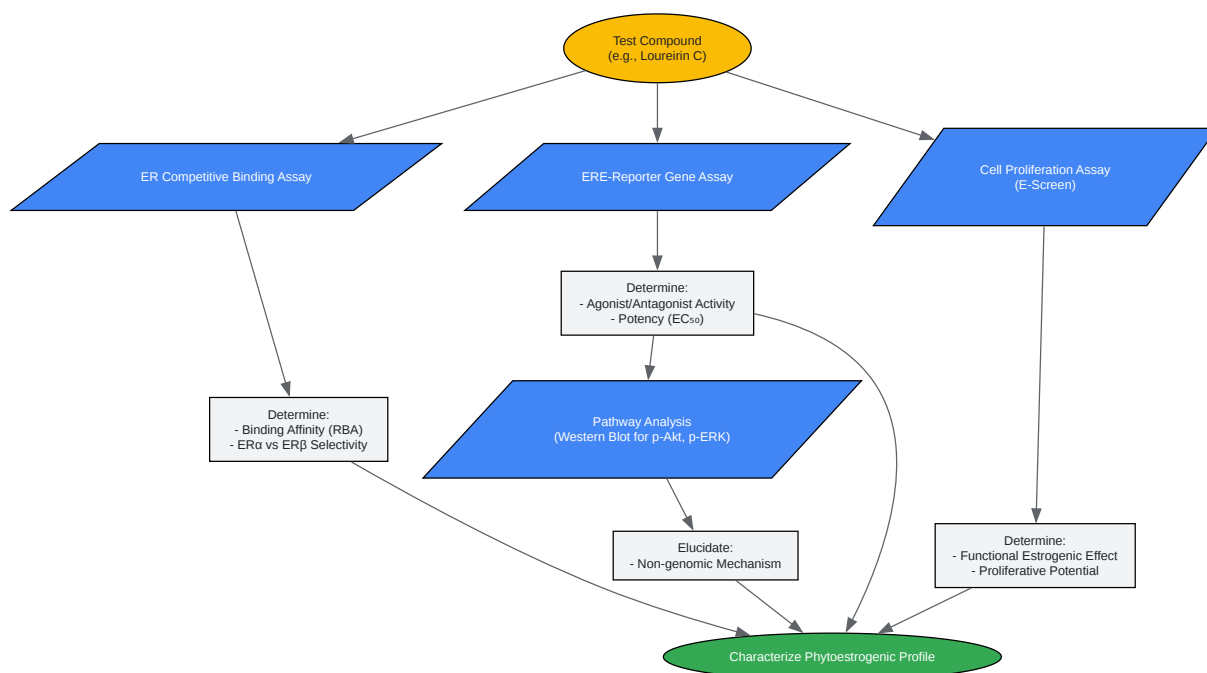 Test Compound
(e.g., Loureirin C)
ER Competitive Binding Assay
ERE-Reporter Gene Assay
Cell Proliferation Assay
(E-Screen)
Determine:
- Agonist/Antagonist Activity
- Potency (EC₅₀)
Determine:
- Binding Affinity (RBA)
- ERα vs ERβ Selectivity
Pathway Analysis
(Western Blot for p-Akt, p-ERK)
Elucidate:
- Non-genomic Mechanism
Determine:
- Functional Estrogenic Effect
- Proliferative Potential
Characterize Phytoestrogenic Profile